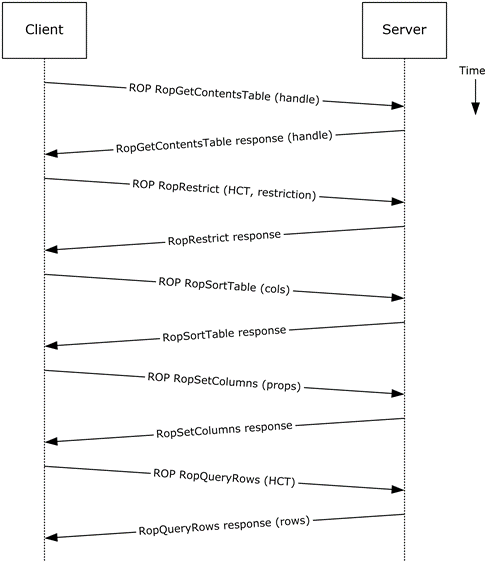 Client
Server
Time
ROP RopGetContentsTable (handle)
RopGetContentsTable response (handle)
ROP RopRestrict (HCT, restriction)
RopRestrict response
ROP RopSortTable (cols)
RopSortTable response
ROP RopSetColumns (props)
RopSetColumns response
ROP RopQueryRows (HCT)
RopQueryRows response (rows)